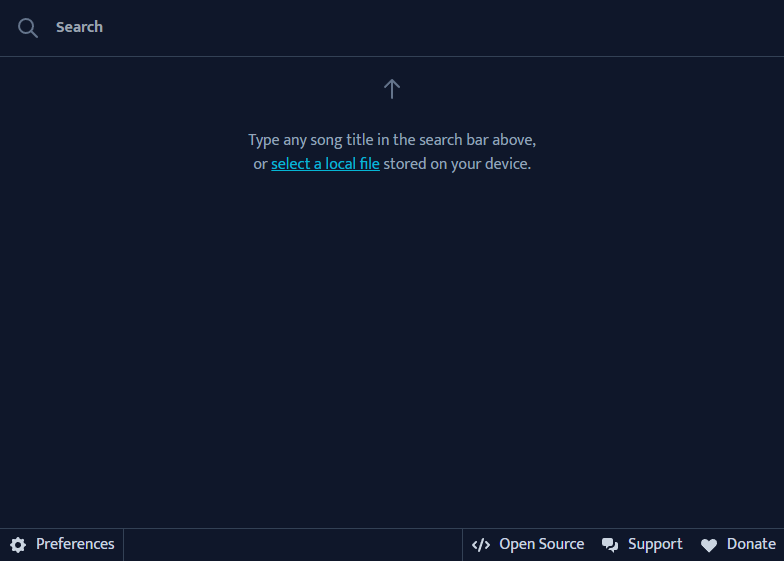 Search
Type any song title in the search bar above,
or select a local file stored on your device.
Preferences
Open Source
Support
Donate